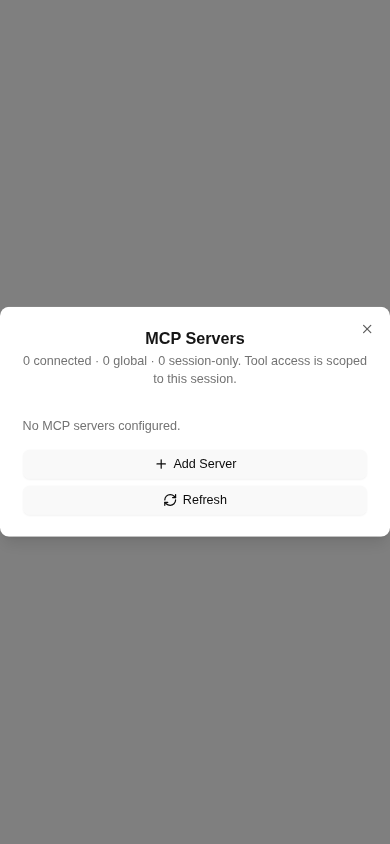 MCP Servers
0 connected · 0 global · 0 session-only. Tool access is scoped
to this session.
No MCP servers configured.
Add Server
Refresh